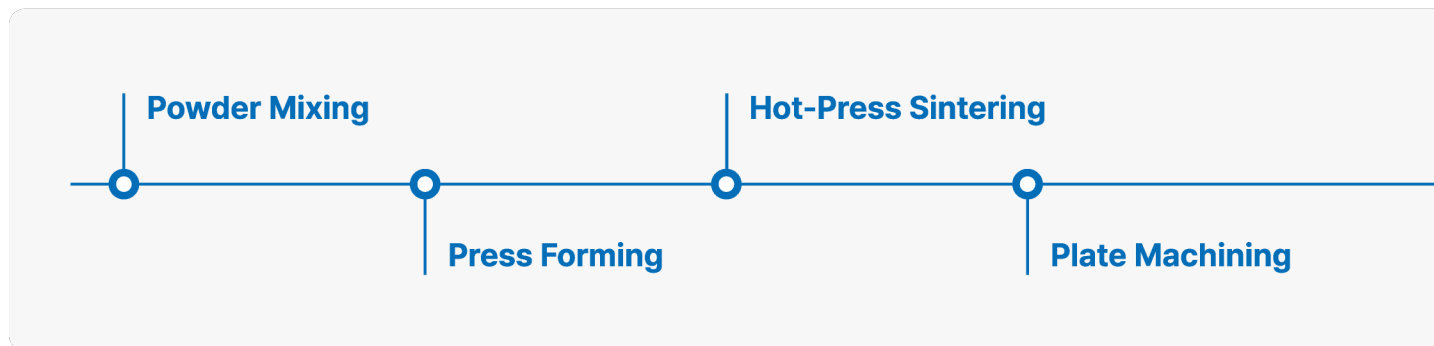 Powder Mixing
Press Forming
Hot-Press Sintering
Plate Machining